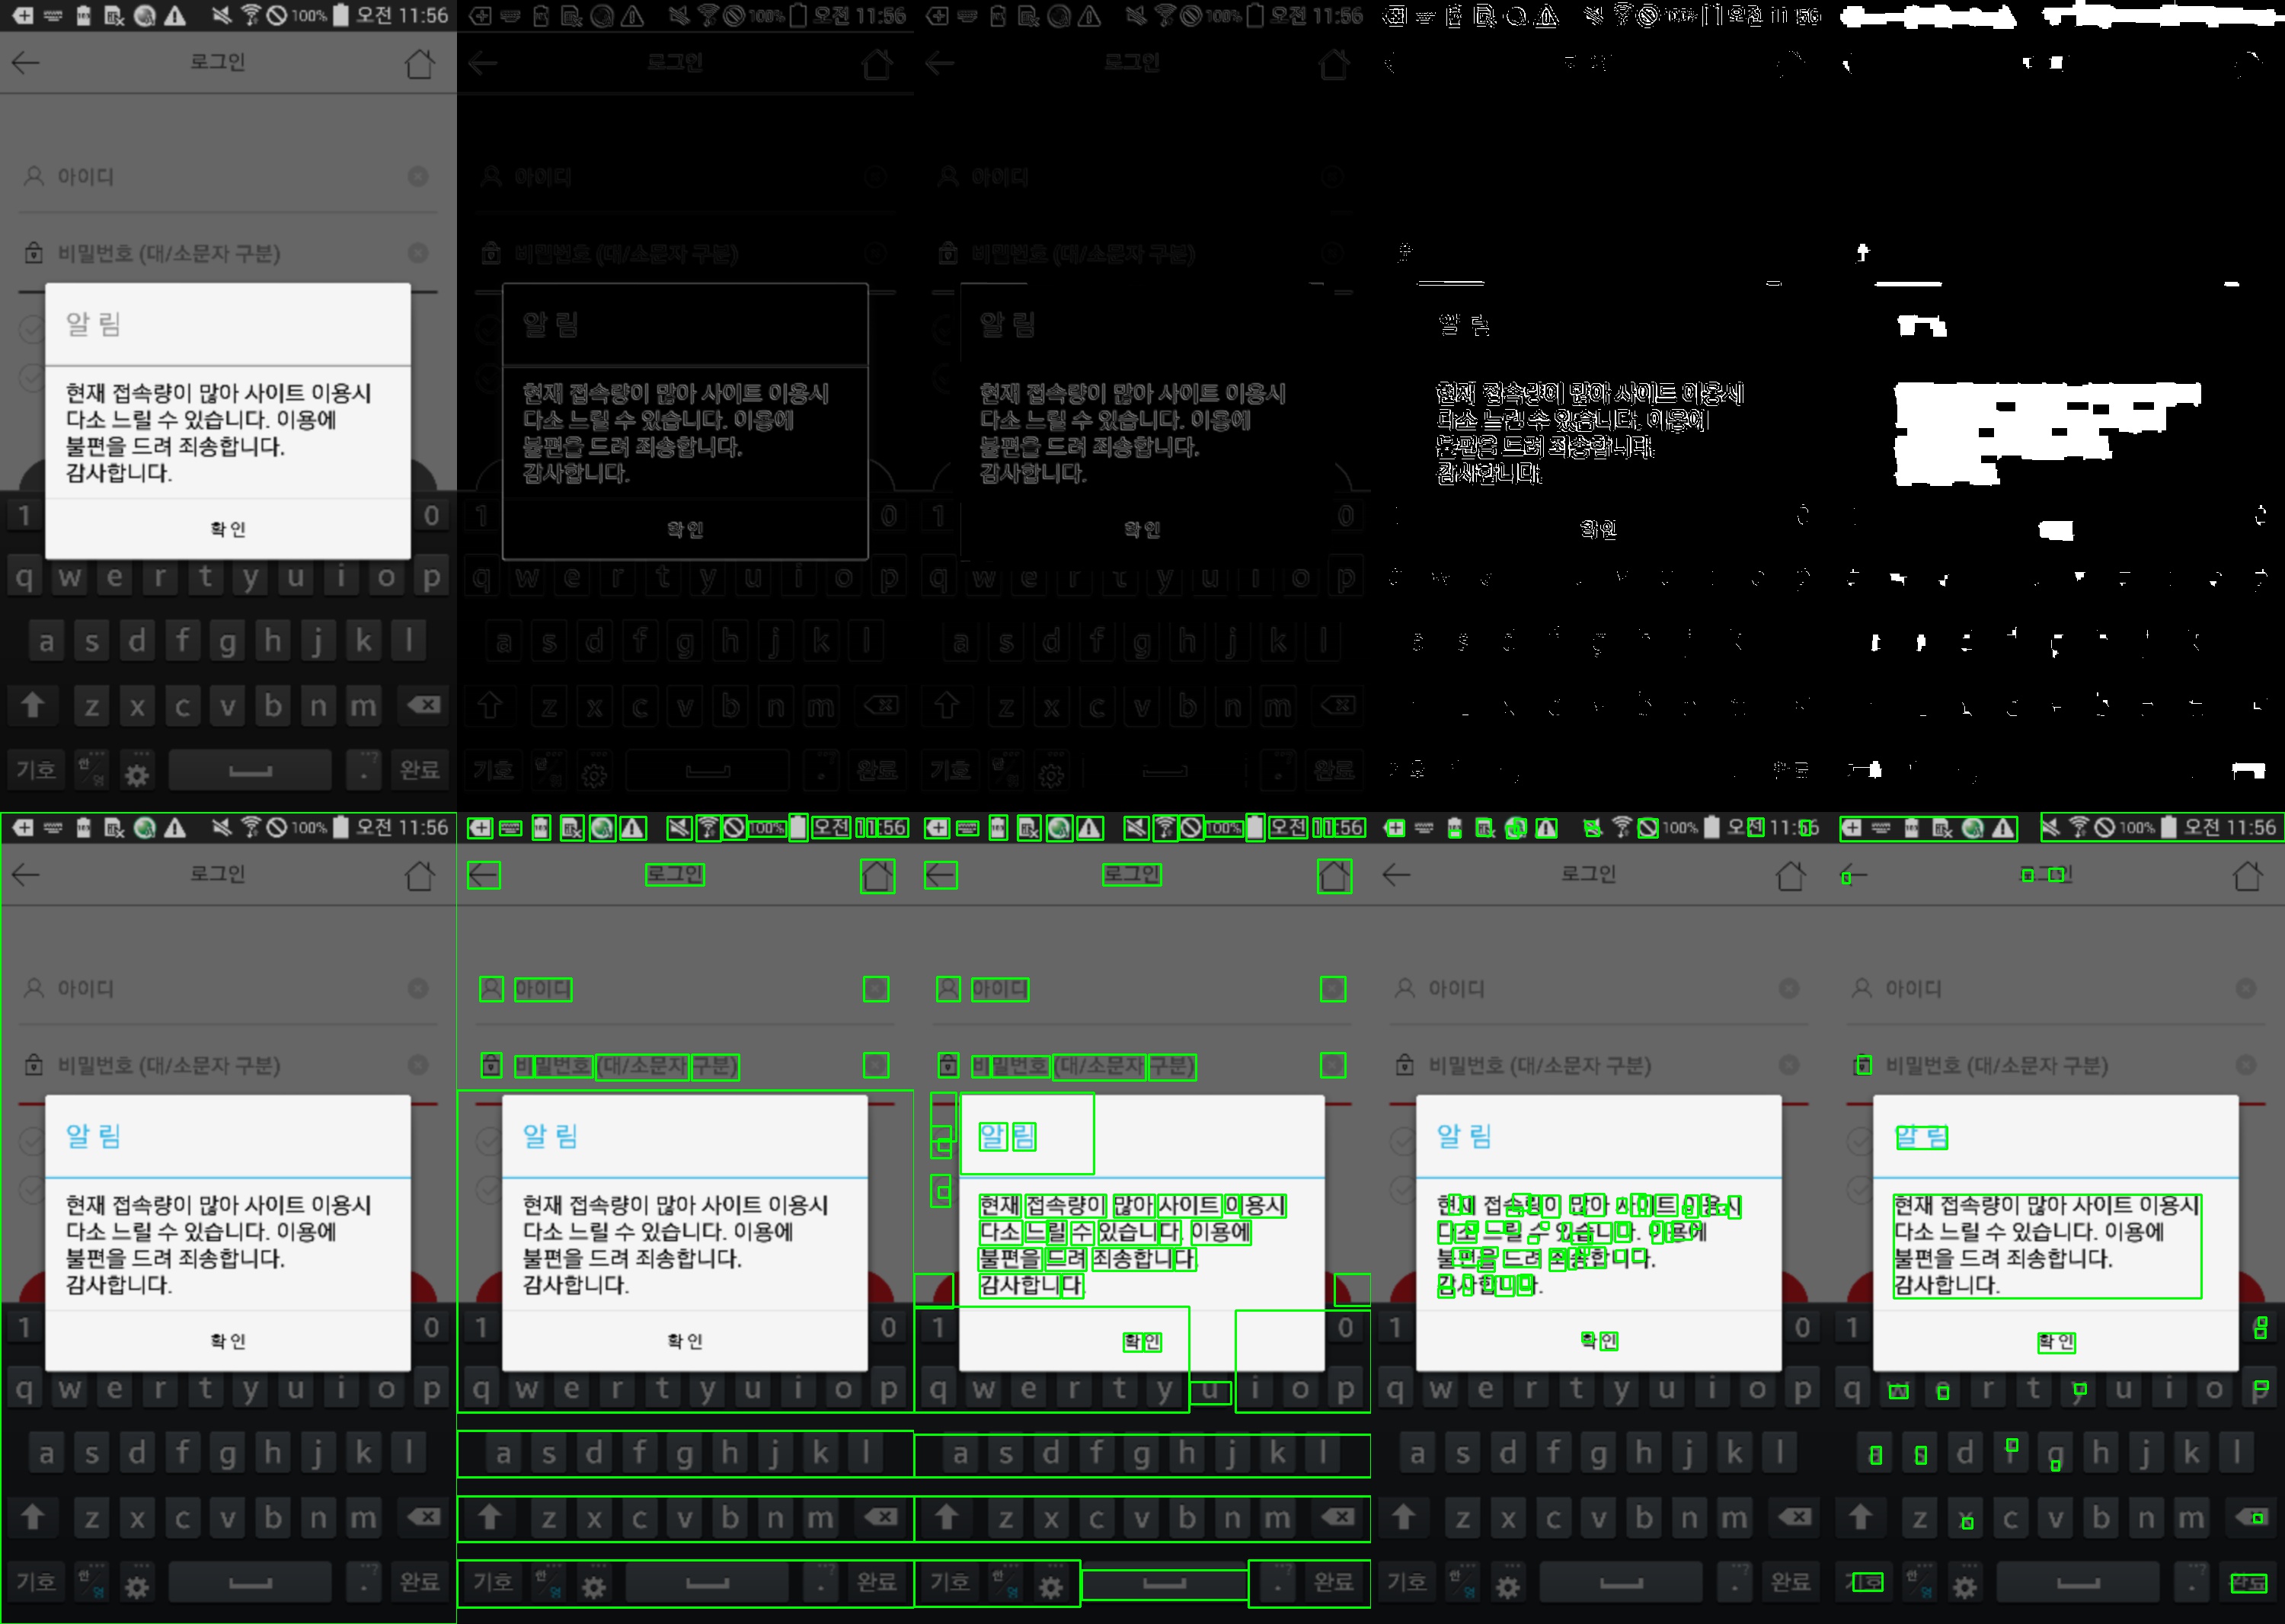 100% 오전 11:56
로그인
아이디
비밀번호 (대/소문자 구분)
알 림
현재 접속량이 많아 사이트 이용시
다소 느릴 수 있습니다. 이용에
불편을 드려 죄송합니다.
감사합니다.
1 0
확인
q w e r t y u i o p
a s d f g h j k l
z x c v b n m
기호 한/영 . 완료